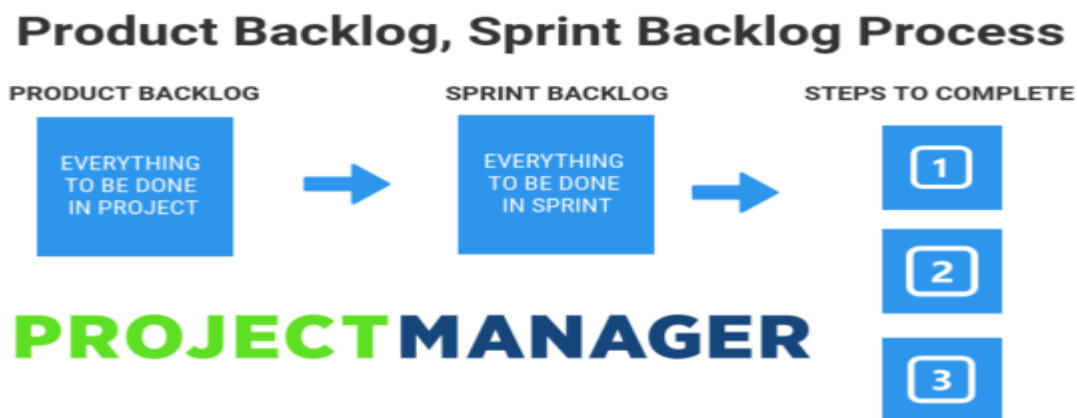 Product Backlog, Sprint Backlog Process
PRODUCT BACKLOG
EVERYTHING
TO BE DONE
IN PROJECT
SPRINT BACKLOG
EVERYTHING
TO BE DONE
IN SPRINT
STEPS TO COMPLETE
1
2
3
PROJECTMANAGER